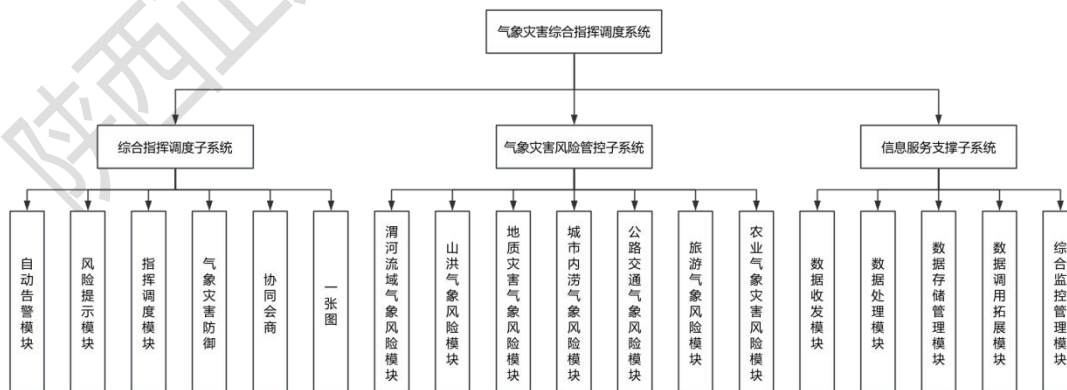 气象灾害综合指挥调度系统
综合指挥调度子系统
气象灾害风险管控子系统
信息服务支撑子系统
自动告警模块
风险提示模块
指挥调度模块
气象灾害防御
协同会商
一张图
渭河流域气象风险模块
山洪气象风险模块
地质灾害气象风险模块
城市内涝气象风险模块
公路交通气象风险模块
旅游气象风险模块
农业气象灾害风险模块
数据收发模块
数据处理模块
数据存储管理模块
数据调用拓展模块
综合监控管理模块
陕西